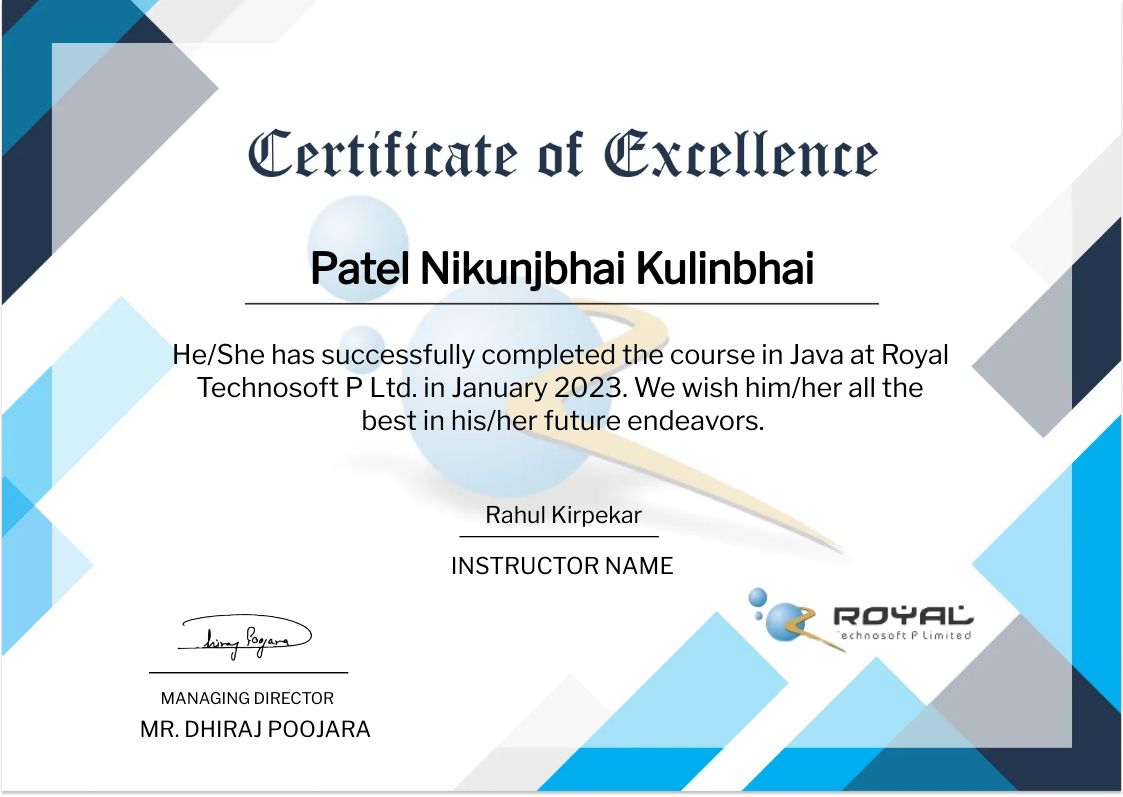 Certificate of Excellence
Patel Nikunjbhai Kulinbhai
He/She has successfully completed the course in Java at Royal
Technosoft P Ltd. in January 2023. We wish him/her all the
best in his/her future endeavors.
Rahul Kirpekar
INSTRUCTOR NAME
ROYAL
echnosoft P Limited
Dhiraj Poojara
MANAGING DIRECTOR
MR. DHIRAJ POOJARA